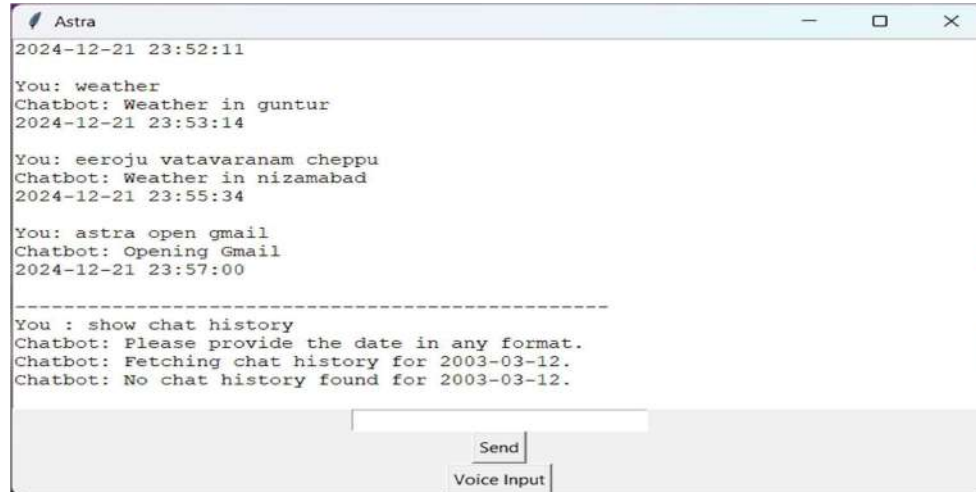 Astra
2024-12-21 23:52:11
You: weather
Chatbot: Weather in guntur
2024-12-21 23:53:14
You: eeroju vatavaranam cheppu
Chatbot: Weather in nizamabad
2024-12-21 23:55:34
You: astra open gmail
Chatbot: Opening Gmail
2024-12-21 23:57:00
-------------------------------------------------
You : show chat history
Chatbot: Please provide the date in any format.
Chatbot: Fetching chat history for 2003-03-12.
Chatbot: No chat history found for 2003-03-12.
Send
Voice Input